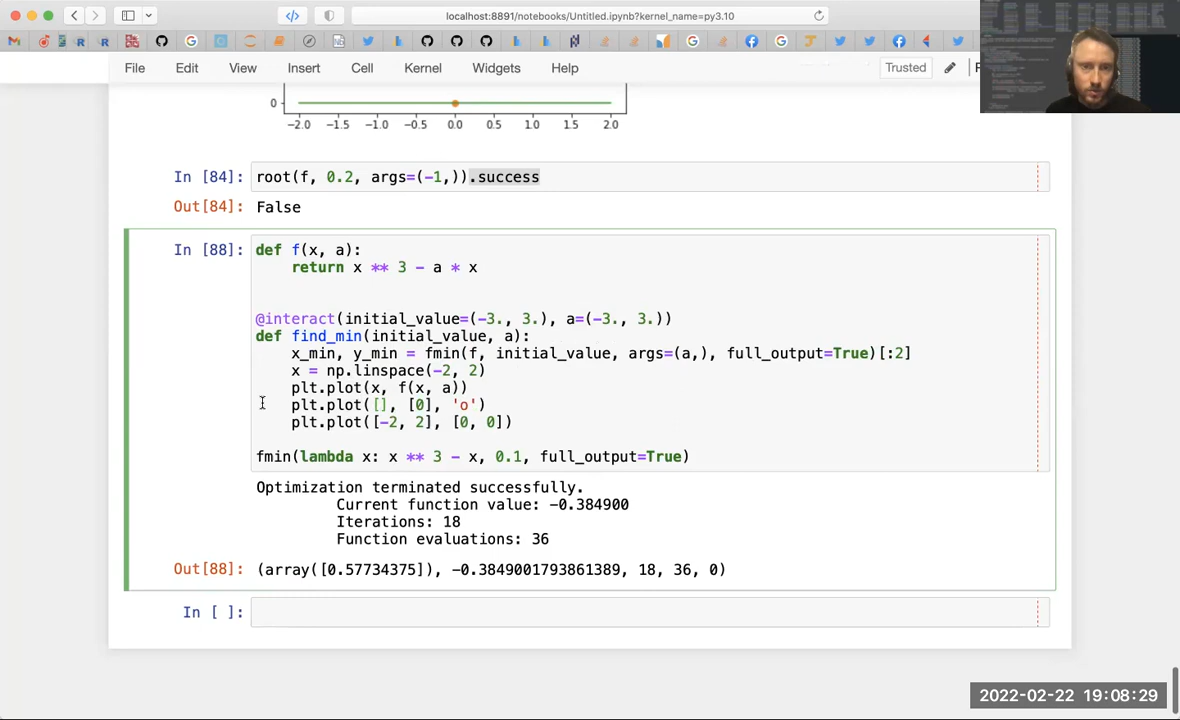 localhost:8891/notebooks/Untitled.ipynb?kernel_name=py3.10
File Edit View Insert Cell Kernel Widgets Help Trusted
0
-2.0 -1.5 -1.0 -0.5 0.0 0.5 1.0 1.5 2.0
In [84]: root(f, 0.2, args=(-1,)).success
Out[84]: False
In [88]: def f(x, a):
return x ** 3 - a * x
@interact(initial_value=(-3., 3.), a=(-3., 3.))
def find_min(initial_value, a):
x_min, y_min = fmin(f, initial_value, args=(a,), full_output=True)[:2]
x = np.linspace(-2, 2)
plt.plot(x, f(x, a))
plt.plot([], [0], 'o')
plt.plot([-2, 2], [0, 0])
fmin(lambda x: x ** 3 - x, 0.1, full_output=True)
Optimization terminated successfully.
Current function value: -0.384900
Iterations: 18
Function evaluations: 36
Out[88]: (array([0.57734375]), -0.3849001793861389, 18, 36, 0)
In [ ]:
2022-02-22 19:08:29